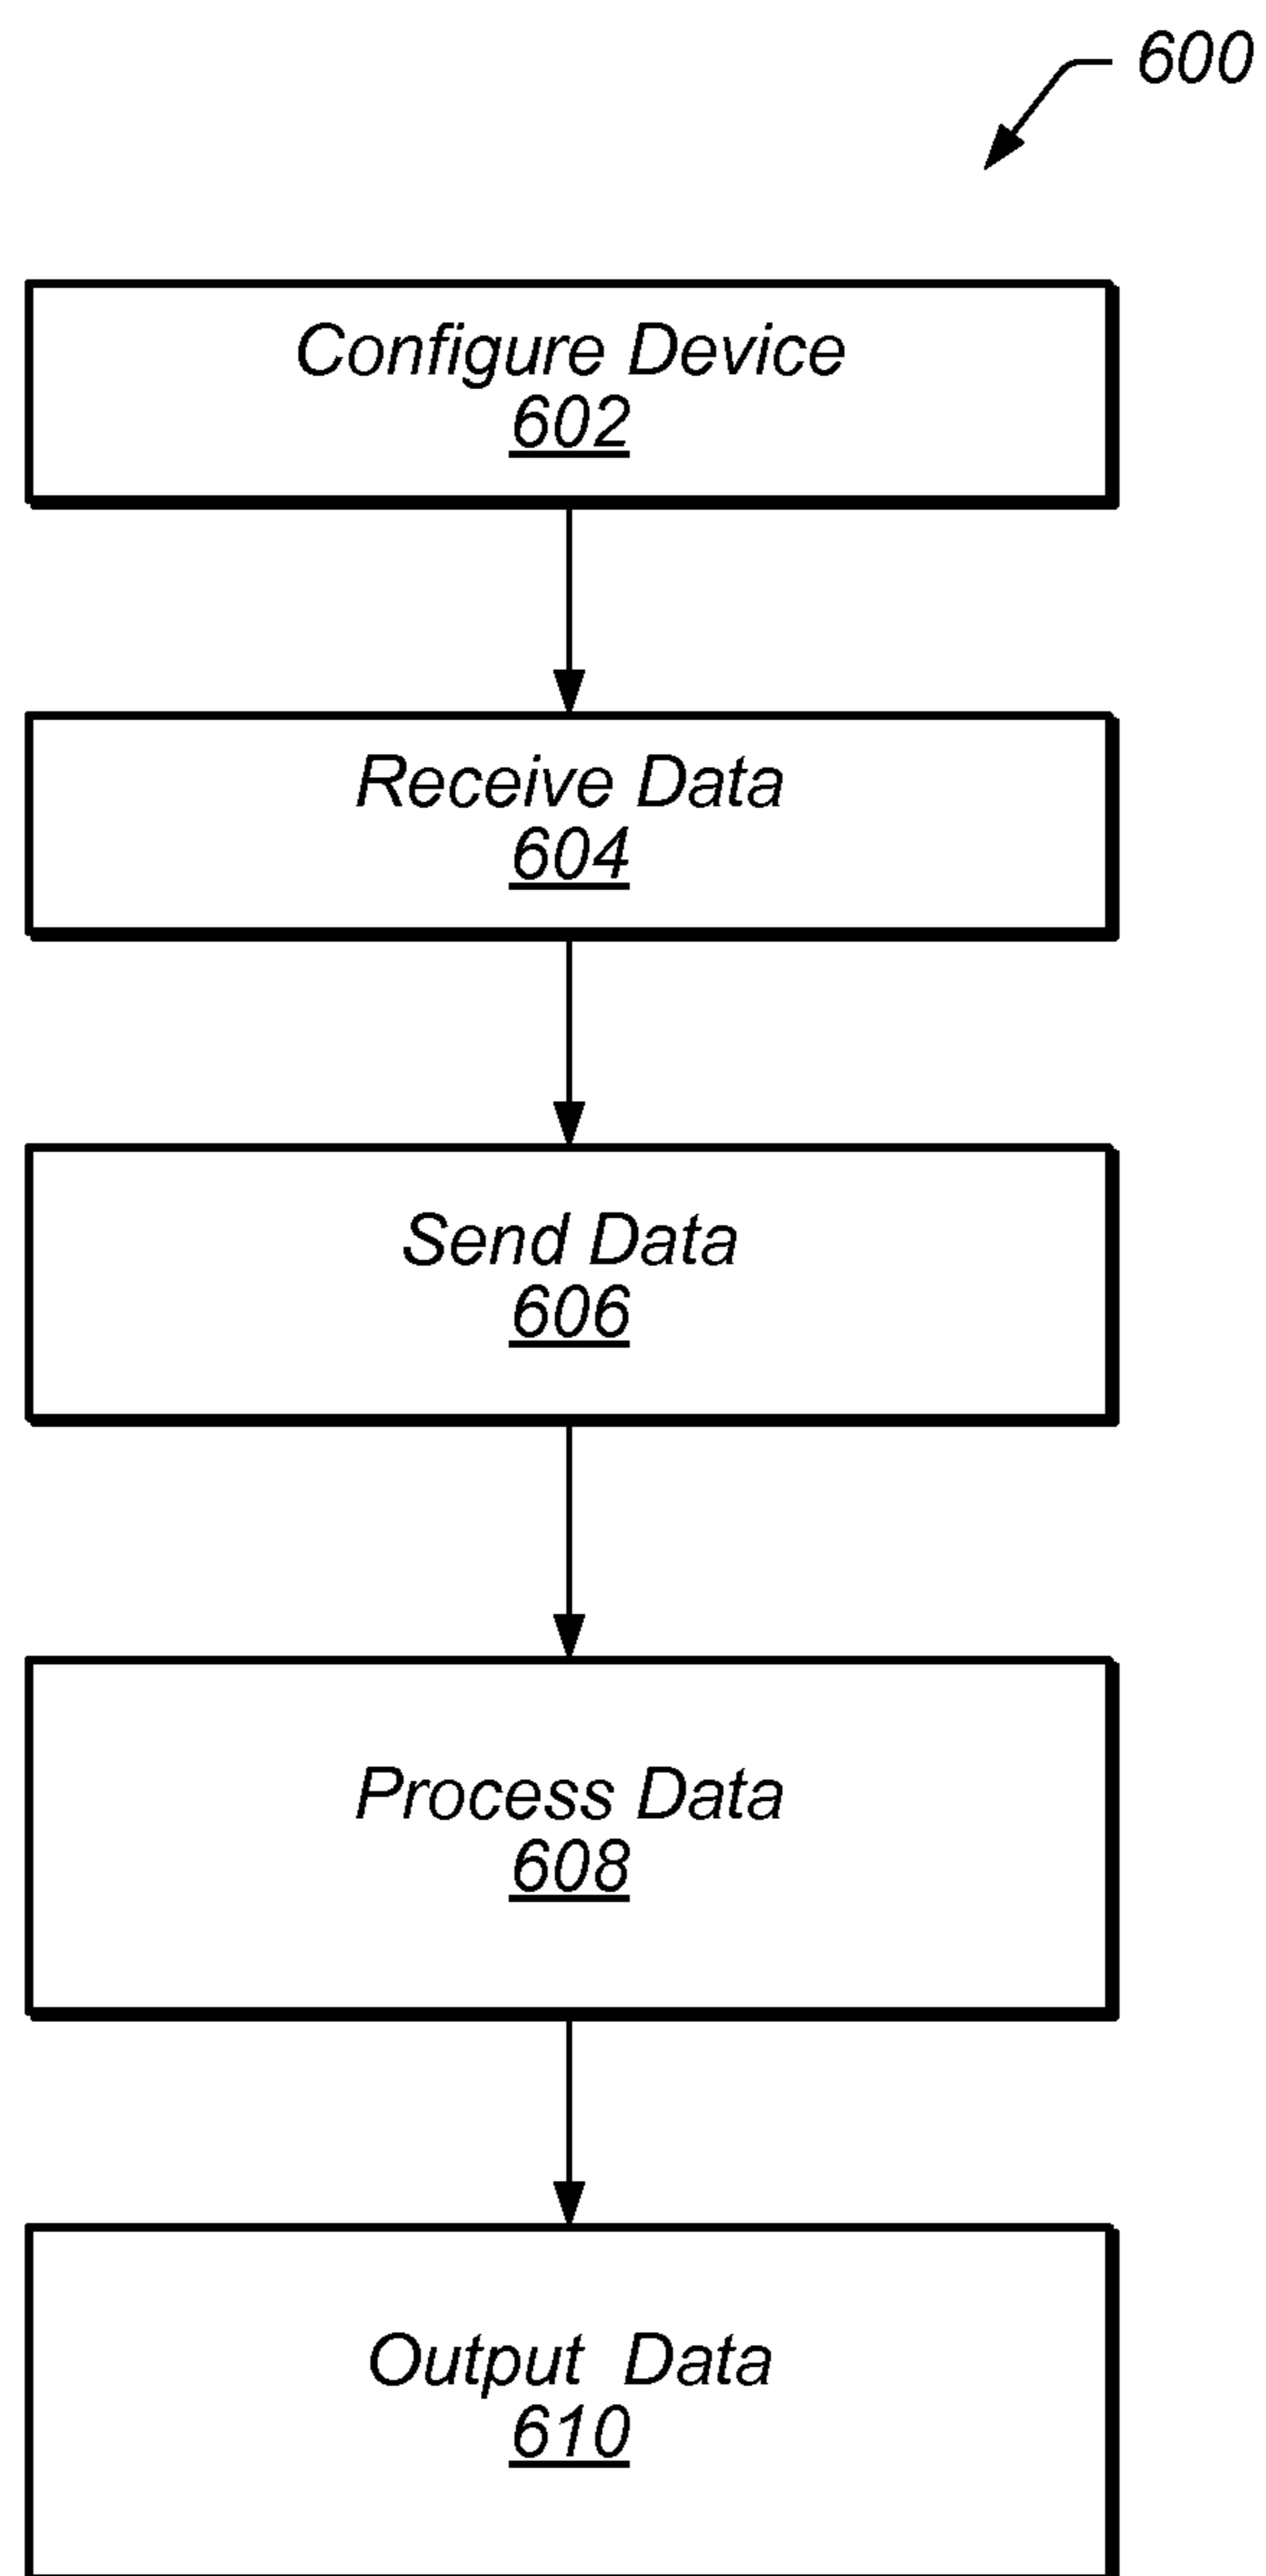 600
Configure Device
602
Receive Data
604
Send Data
606
Process Data
608
Output Data
610